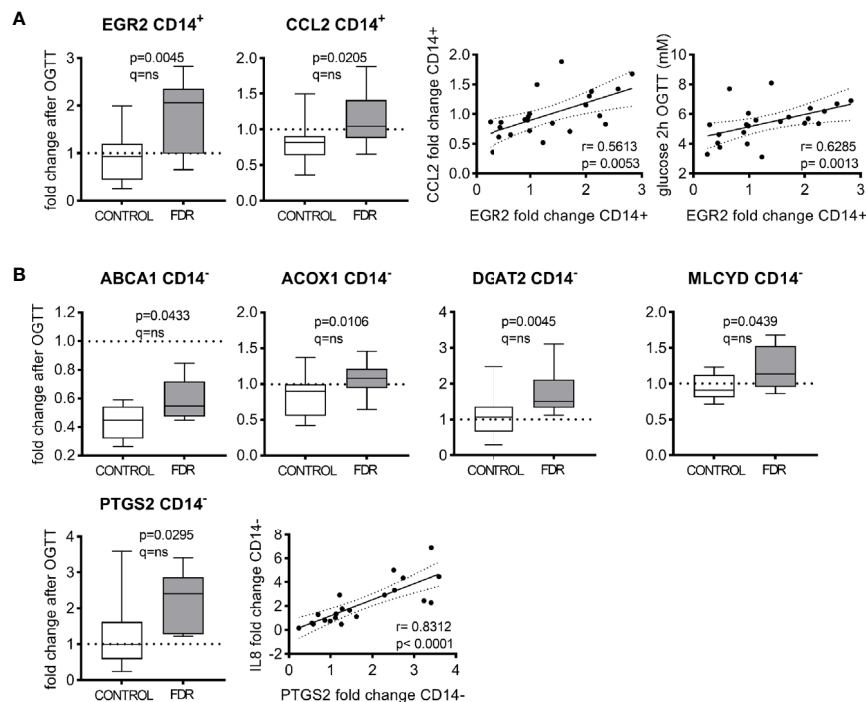 A
EGR2 CD14+
fold change after OGTT
3
2
1
0
p=0.0045
q=ns
CONTROL
FDR
CCL2 CD14+
2.0
1.5
1.0
0.5
0.0
p=0.0205
q=ns
CONTROL
FDR
CCL2 fold change CD14+
2.0
1.5
1.0
0.5
0.0
r= 0.5613
p= 0.0053
0
1
2
3
EGR2 fold change CD14+
glucose 2h OGTT (mM)
10
8
6
4
2
r= 0.6285
p= 0.0013
0
1
2
3
EGR2 fold change CD14+
B
ABCA1 CD14-
fold change after OGTT
1.2
1.0
0.8
0.6
0.4
0.2
p=0.0433
q=ns
CONTROL
FDR
ACOX1 CD14-
2.0
1.5
1.0
0.5
0.0
p=0.0106
q=ns
CONTROL
FDR
DGAT2 CD14-
4
3
2
1
0
p=0.0045
q=ns
CONTROL
FDR
MLCYD CD14-
2.0
1.5
1.0
0.5
0.0
p=0.0439
q=ns
CONTROL
FDR
PTGS2 CD14-
fold change after OGTT
4
3
2
1
0
p=0.0295
q=ns
CONTROL
FDR
IL8 fold change CD14-
8
6
4
2
0
-2
r= 0.8312
p< 0.0001
0
1
2
3
4
PTGS2 fold change CD14-